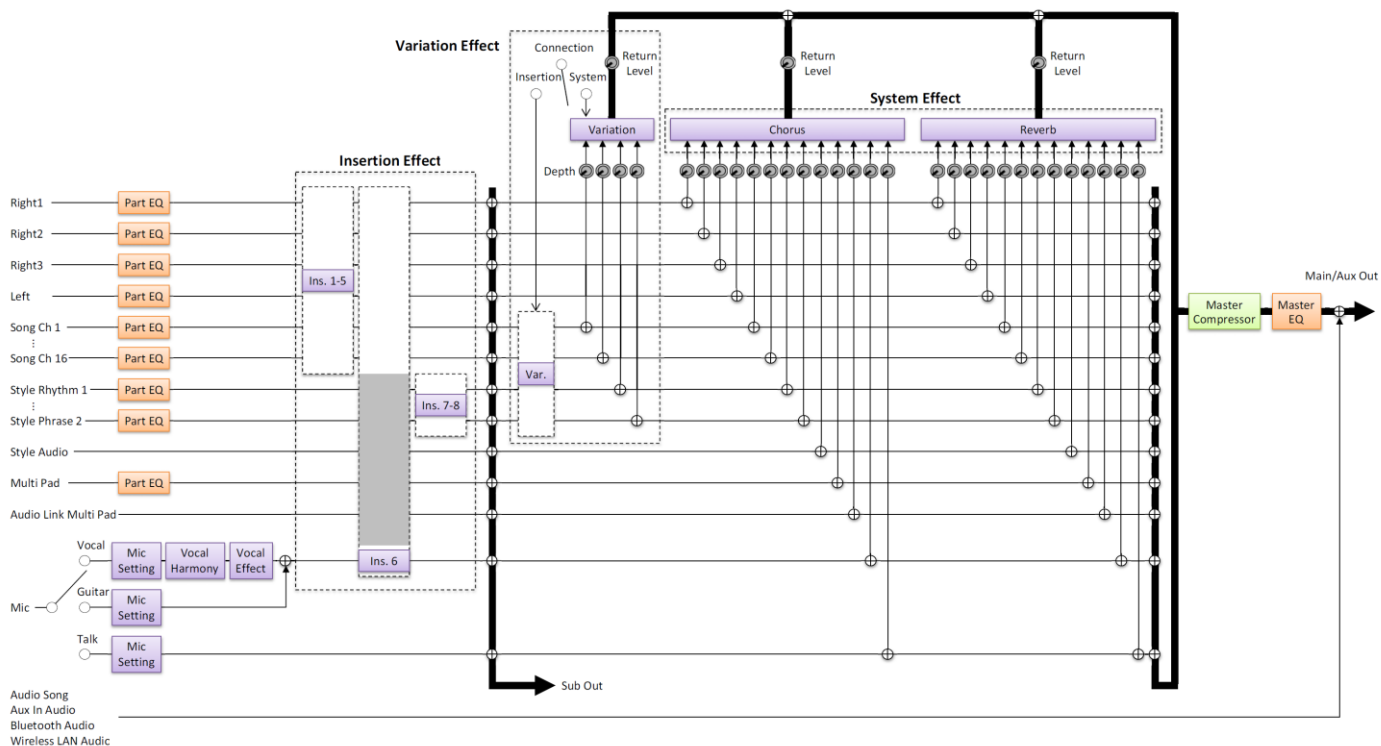 Variation Effect
Connection
Insertion System
Return Level
Return Level
Return Level
System Effect
Variation
Chorus
Reverb
Insertion Effect
Depth
Right1 Part EQ
Right2 Part EQ
Right3 Part EQ
Ins. 1-5
Left Part EQ
Main/Aux Out
Master Compressor
Master EQ
Song Ch 1 Part EQ
Song Ch 16 Part EQ
Var.
Style Rhythm 1 Part EQ
Ins. 7-8
Style Phrase 2 Part EQ
Style Audio
Multi Pad Part EQ
Audio Link Multi Pad
Vocal
Mic Setting
Vocal Harmony
Vocal Effect
Ins. 6
Guitar
Mic
Mic Setting
Talk
Mic Setting
Sub Out
Audio Song
Aux In Audio
Bluetooth Audio
Wireless LAN Audic